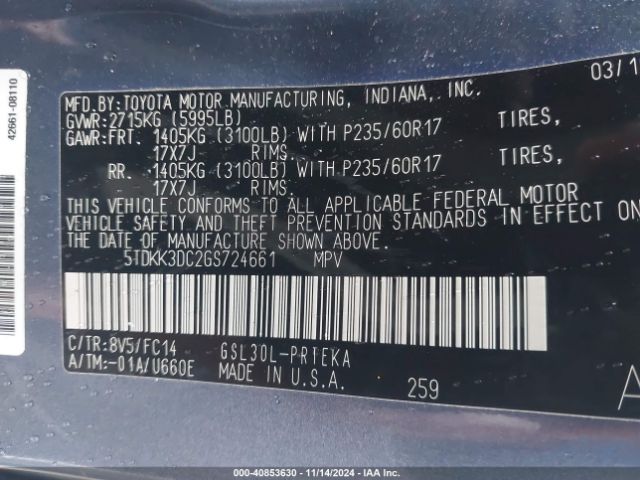 42661-08110
MFD.BY:TOYOTA MOTOR MANUFACTURING, INDIANA, INC. 03/1
GVWR:2715KG (5995LB)
GAWR:FRT. 1405KG (3100LB) WITH P235/60R17 TIRES,
17X7J RIMS
RR. 1405KG (3100LB) WITH P235/60R17 TIRES,
17X7J RIMS
THIS VEHICLE CONFORMS TO ALL APPLICABLE FEDERAL MOTOR
VEHICLE SAFETY AND THEFT PREVENTION STANDARDS IN EFFECT ON
THE DATE OF MANUFACTURE SHOWN ABOVE.
5TDKK3DC2GS724661 MPV
C/TR:8V5/FC14 GSL30L-PRTEKA
A/TM:-01A/U660E MADE IN U.S.A. 259 A
000-40853630 - 11/14/2024 - IAA Inc.